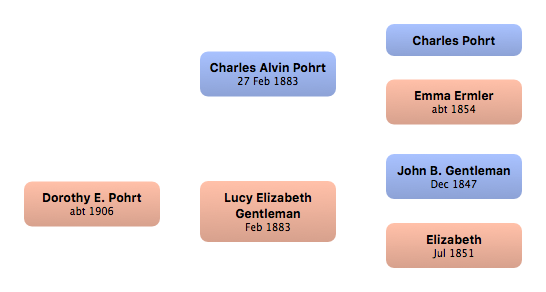 Charles Pohrt
Charles Alvin Pohrt
27 Feb 1883
Emma Ermler
abt 1854
John B. Gentleman
Dec 1847
Dorothy E. Pohrt
abt 1906
Lucy Elizabeth
Gentleman
Feb 1883
Elizabeth
Jul 1851